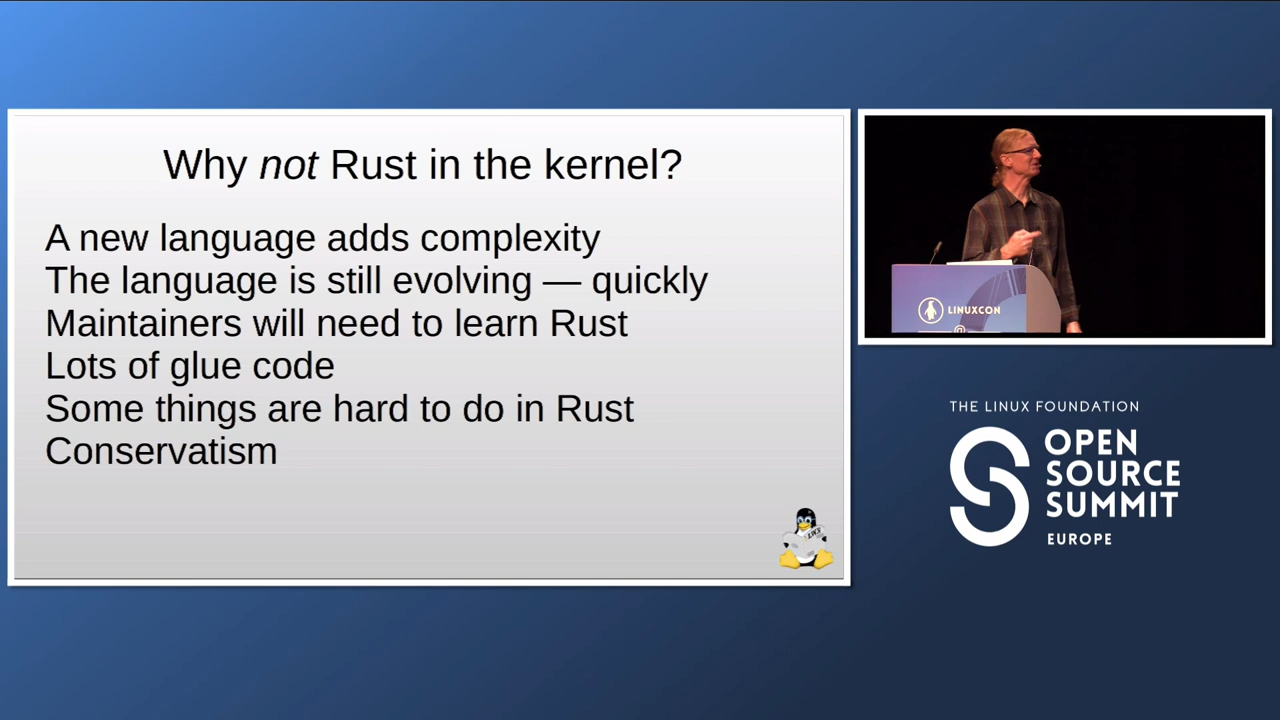 Why not Rust in the kernel?
A new language adds complexity
The language is still evolving — quickly
Maintainers will need to learn Rust
Lots of glue code
Some things are hard to do in Rust
Conservatism
LINUXCON
@
THE LINUX FOUNDATION
OPEN
SOURCE
SUMMIT
EUROPE